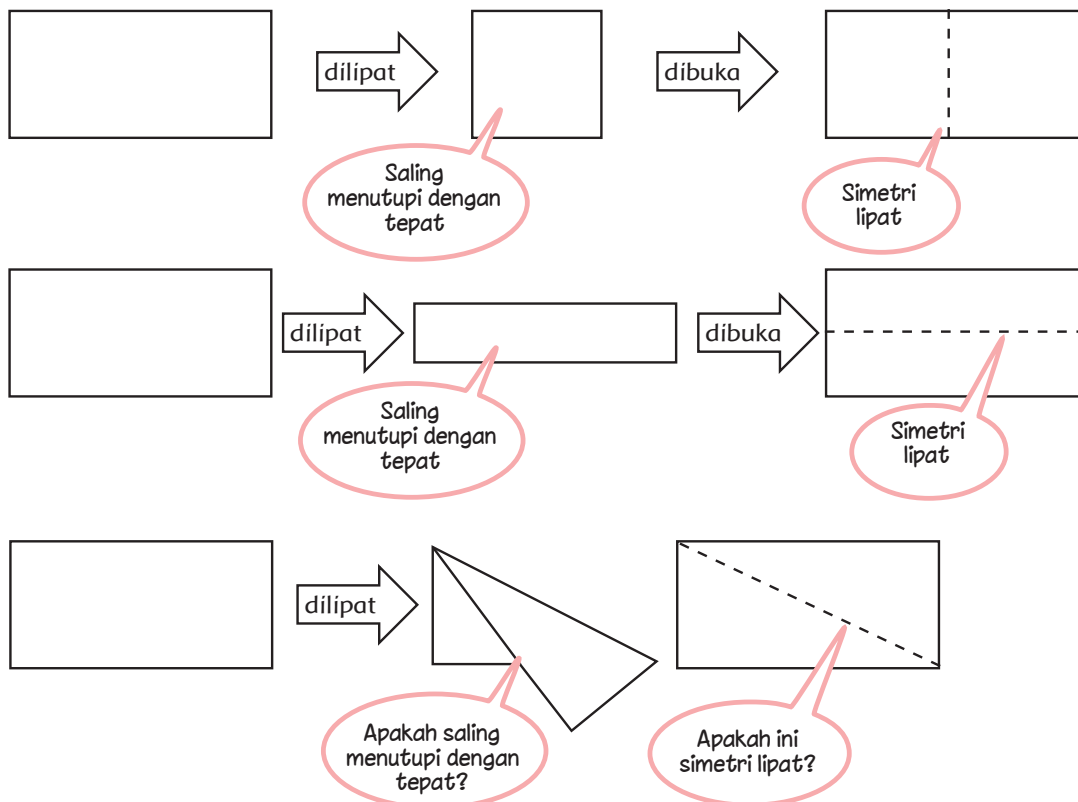 dilipat
dibuka
Saling
menutupi dengan
tepat
Simetri
lipat
dilipat
dibuka
Saling
menutupi dengan
tepat
Simetri
lipat
dilipat
Apakah saling
menutupi dengan
tepat?
Apakah ini
simetri lipat?